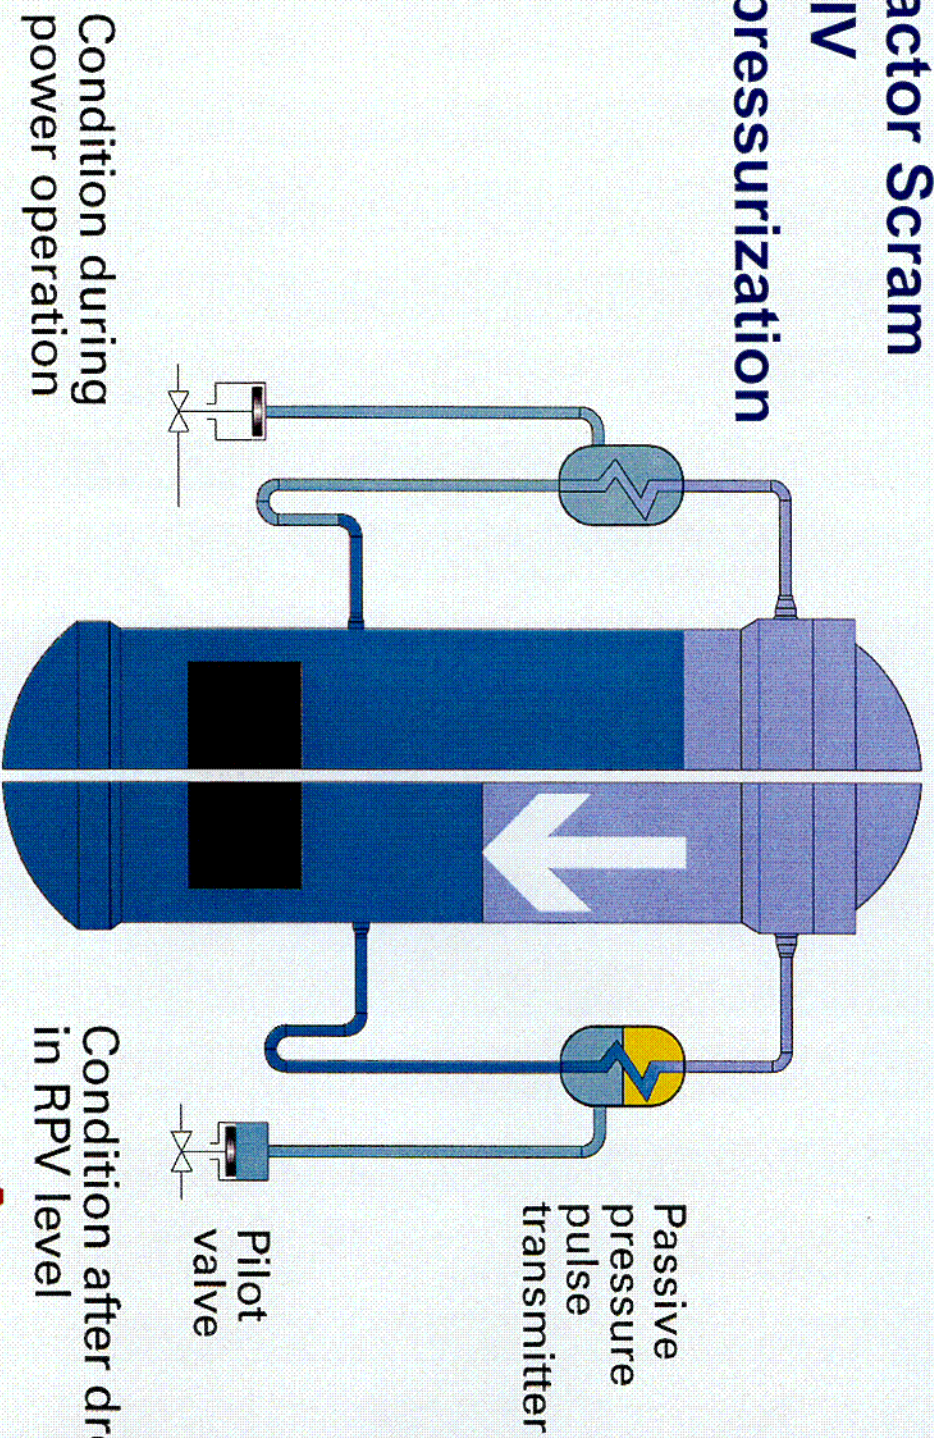 actor Scram
IV
pressurization
Condition during
power operation
Passive
pressure
pulse
transmitter
Pilot
valve
Condition after
in RPV level